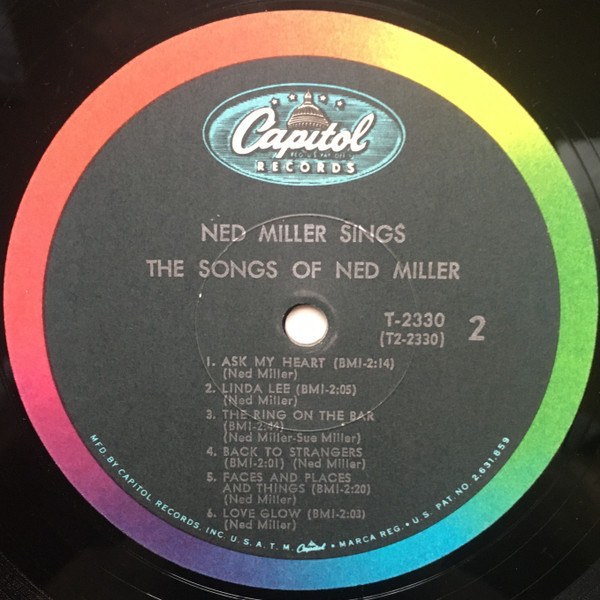 Capitol
REG. U.S. PAT. OFF.
RECORDS
NED MILLER SINGS
THE SONGS OF NED MILLER
T-2330
(T2-2330)
2
1. ASK MY HEART (BMI-2:14)
(Ned Miller)
2. LINDA LEE (BMI-2:05)
(Ned Miller)
3. THE RING ON THE BAR
(BMI-2:44)
(Ned Miller-Sue Miller)
4. BACK TO STRANGERS
(BMI-2:01) (Ned Miller)
5. FACES AND PLACES
AND THINGS (BMI-2:20)
(Ned Miller)
6. LOVE GLOW (BMI-2:03)
(Ned Miller)
MFD. BY CAPITOL RECORDS, INC. U.S.A. T.M. Capitol • MARCA REG. • U.S. PAT. NO. 2,631,859